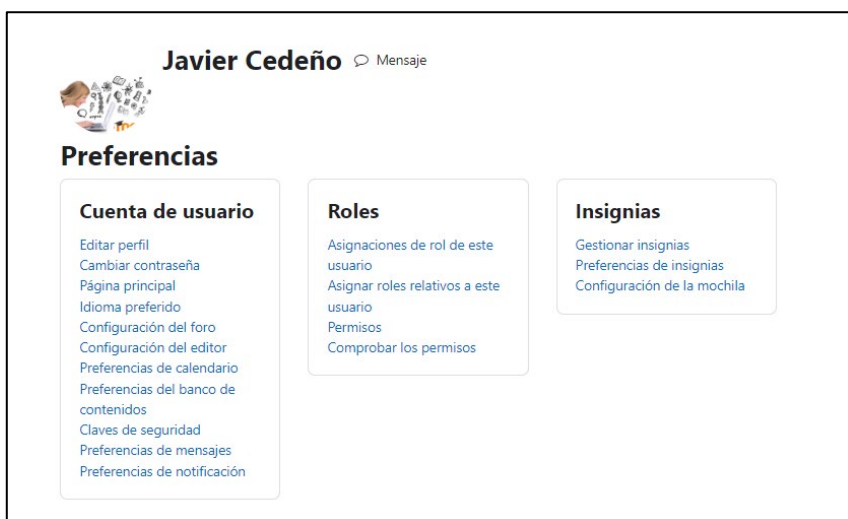 Javier Cedeño Mensaje
Preferencias
Cuenta de usuario
Editar perfil
Cambiar contraseña
Página principal
Idioma preferido
Configuración del foro
Configuración del editor
Preferencias de calendario
Preferencias del banco de
contenidos
Claves de seguridad
Preferencias de mensajes
Preferencias de notificación
Roles
Asignaciones de rol de este
usuario
Asignar roles relativos a este
usuario
Permisos
Comprobar los permisos
Insignias
Gestionar insignias
Preferencias de insignias
Configuración de la mochila